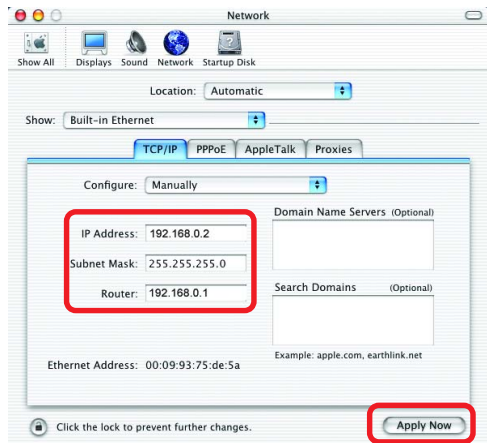 Network
Show All
Displays
Sound
Network
Startup Disk
Location: Automatic
Show: Built-in Ethernet
TCP/IP
PPPoE
AppleTalk
Proxies
Configure: Manually
Domain Name Servers (Optional)
IP Address: 192.168.0.2
Subnet Mask: 255.255.255.0
Router: 192.168.0.1
Search Domains (Optional)
Example: apple.com, earthlink.net
Ethernet Address: 00:09:93:75:de:5a
Click the lock to prevent further changes.
Apply Now